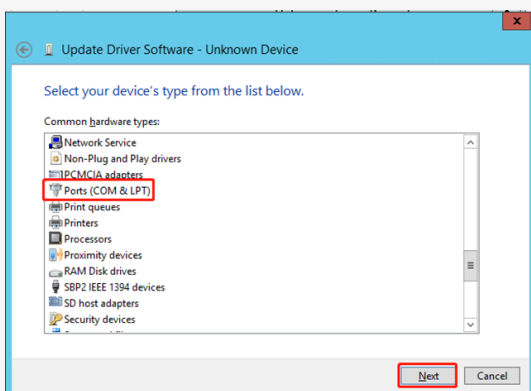 Update Driver Software - Unknown Device
Select your device's type from the list below.
Common hardware types:
Network Service
Non-Plug and Play drivers
PCMCIA adapters
Ports (COM & LPT)
Print queues
Printers
Processors
Proximity devices
RAM Disk drives
SBP2 IEEE 1394 devices
SD host adapters
Security devices
Next
Cancel